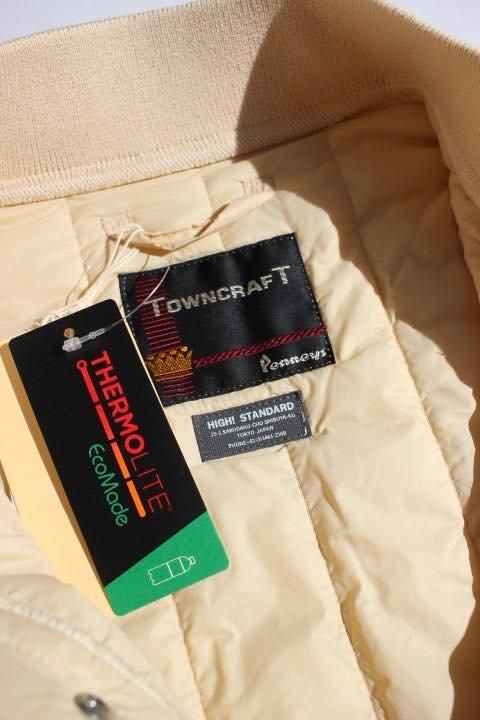 TOWNCRAFT
Penneys
HIGH! STANDARD
TOKYO JAPAN
THERMOLITE®
EcoMade